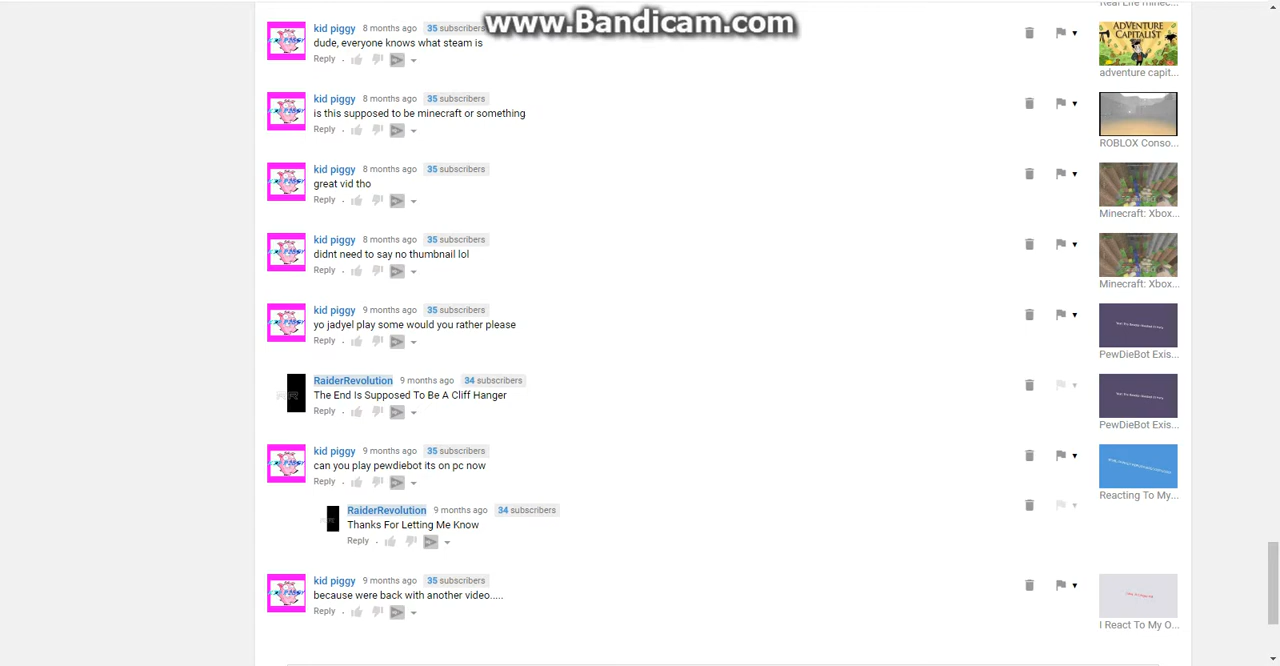 www.Bandicam.com
kid piggy 8 months ago 35 subscribers
dude, everyone knows what steam is
Reply
ADVENTURE CAPITALIST
adventure capit...
kid piggy 8 months ago 35 subscribers
is this supposed to be minecraft or something
Reply
ROBLOX Conso...
kid piggy 8 months ago 35 subscribers
great vid tho
Reply
Minecraft: Xbox...
kid piggy 8 months ago 35 subscribers
didnt need to say no thumbnail lol
Reply
Minecraft: Xbox...
kid piggy 9 months ago 35 subscribers
yo jadyel play some would you rather please
Reply
PewDieBot Exis...
RaiderRevolution 9 months ago 34 subscribers
The End Is Supposed To Be A Cliff Hanger
Reply
PewDieBot Exis...
kid piggy 9 months ago 35 subscribers
can you play pewdiebot its on pc now
Reply
Reacting To My...
RaiderRevolution 9 months ago 34 subscribers
Thanks For Letting Me Know
Reply
kid piggy 9 months ago 35 subscribers
because were back with another video.....
Reply
I React To My O...